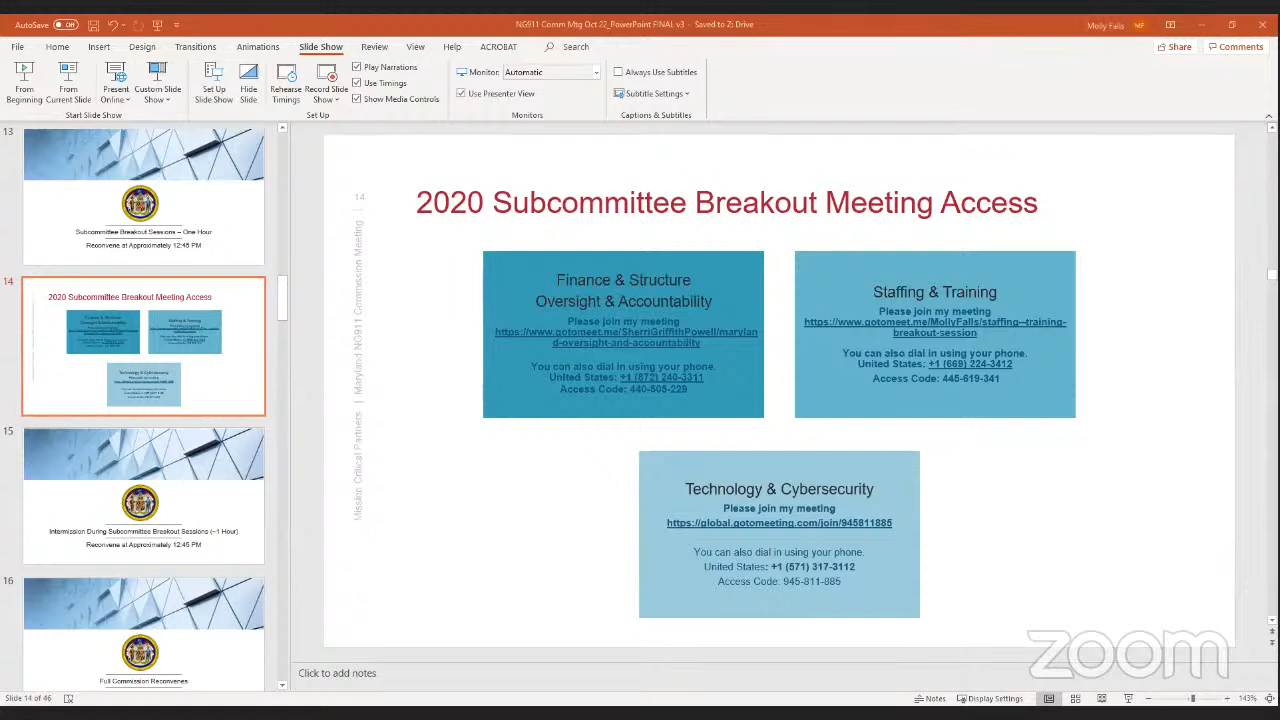 AutoSave Off
NG911 Comm Mtg Oct 22_PowerPoint FINAL v3 - Saved to Z: Drive
Molly Falls MF
File Home Insert Design Transitions Animations Slide Show Review View Help ACROBAT Search
Share Comments
From Beginning
From Current Slide
Present Online
Custom Slide Show
Set Up Slide Show
Hide Slide
Rehearse Timings
Record Slide Show
Play Narrations
Use Timings
Show Media Controls
Monitor: Automatic
Use Presenter View
Always Use Subtitles
Subtitle Settings
Start Slide Show
Set Up
Monitors
Captions & Subtitles
13
Subcommittee Breakout Sessions – One Hour
Reconvene at Approximately 12:45 PM
14
2020 Subcommittee Breakout Meeting Access
Finance & Structure
Oversight & Accountability
Staffing & Training
Technology & Cybersecurity
15
Intermission During Subcommittee Breakout Sessions (~1 Hour)
Reconvene at Approximately 12:45 PM
16
Full Commission Reconvenes
14
Mission Critical Partners | Maryland NG911 Commission Meeting
2020 Subcommittee Breakout Meeting Access
Finance & Structure
Oversight & Accountability
Please join my meeting
https://www.gotomeet.me/SherriGriffithPowell/marylan
d-oversight-and-accountability
You can also dial in using your phone.
United States: +1 (872) 240-3311
Access Code: 440-505-229
Staffing & Training
Please join my meeting
https://www.gotomeet.me/MollyFalls/staffing--training-
breakout-session
You can also dial in using your phone.
United States: +1 (669) 224-3412
Access Code: 445-619-341
Technology & Cybersecurity
Please join my meeting
https://global.gotomeeting.com/join/945811885
You can also dial in using your phone.
United States: +1 (571) 317-3112
Access Code: 945-811-885
zoom
Click to add notes
Slide 14 of 46
Notes Display Settings
143%